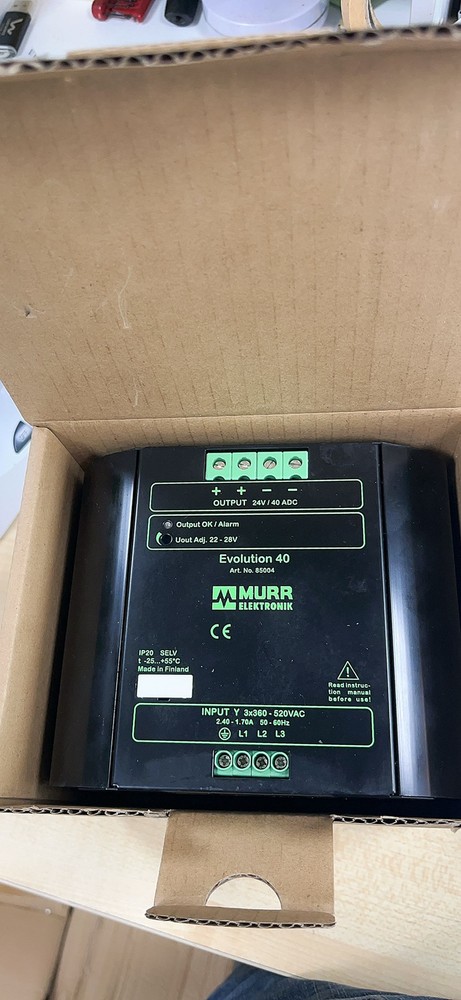 + + - -
OUTPUT 24V / 40 ADC
Output OK / Alarm
Uout Adj. 22 - 28V
Evolution 40
Art. No. 85004
MURR
ELEKTRONIK
CE
IP20 SELV
t -25...+55°C
Made in Finland
Read instruc-
tion manual
before use!
INPUT Y 3x360 - 520VAC
2.40 - 1.70A 50 - 60Hz
L1 L2 L3